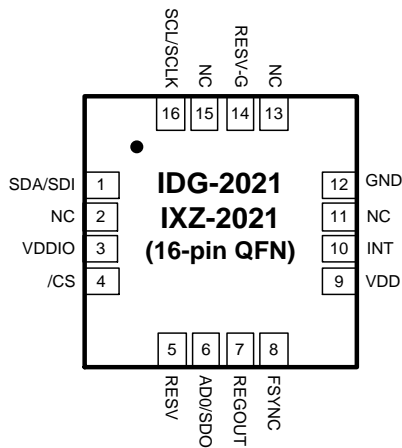 SCL/SCLK
NC
RESV-G
NC
16
15
14
13
SDA/SDI 1
NC 2
VDDIO 3
/CS 4
IDG-2021
IXZ-2021
(16-pin QFN)
12 GND
11 NC
10 INT
9 VDD
5
6
7
8
RESV
AD0/SDO
REGOUT
FSYNC